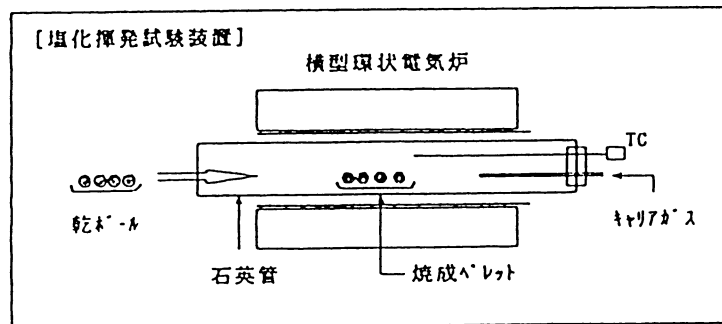 [塩化揮発試験装置]
横型環状電気炉
TC
乾ボール
キャリアガス
石英管
焼成ペレット